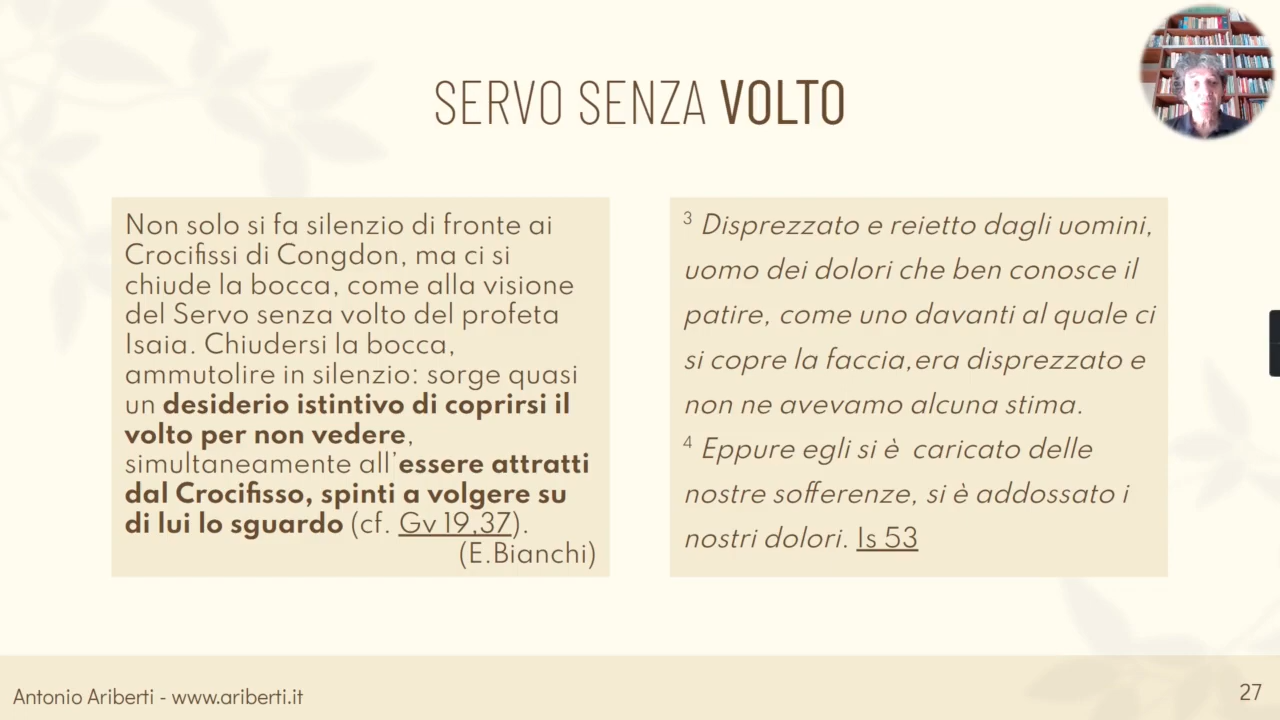 SERVO SENZA VOLTO
Non solo si fa silenzio di fronte ai
Crocifissi di Congdon, ma ci si
chiude la bocca, come alla visione
del Servo senza volto del profeta
Isaia. Chiudersi la bocca,
ammutolire in silenzio: sorge quasi
un desiderio istintivo di coprirsi il
volto per non vedere,
simultaneamente all'essere attratti
dal Crocifisso, spinti a volgere su
di lui lo sguardo (cf. Gv 19,37).
(E.Bianchi)
3 Disprezzato e reietto dagli uomini,
uomo dei dolori che ben conosce il
patire, come uno davanti al quale ci
si copre la faccia,era disprezzato e
non ne avevamo alcuna stima.
4 Eppure egli si è caricato delle
nostre sofferenze, si è addossato i
nostri dolori. Is 53
Antonio Ariberti - www.ariberti.it
27